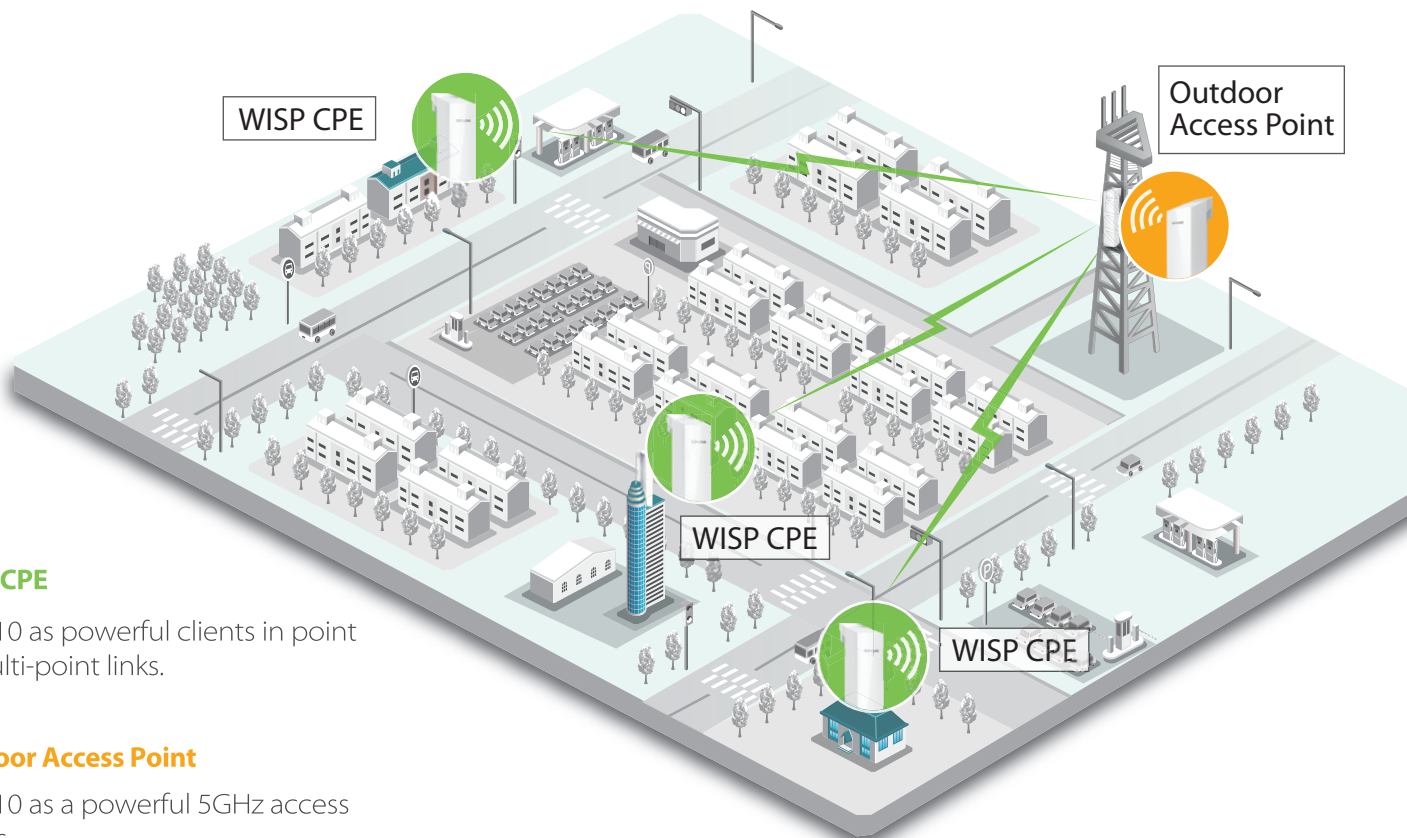 WISP CPE
Outdoor
Access Point
WISP CPE
WISP CPE
CPE
10 as powerful clients in point
lti-point links.
oor Access Point
10 as a powerful 5GHz access